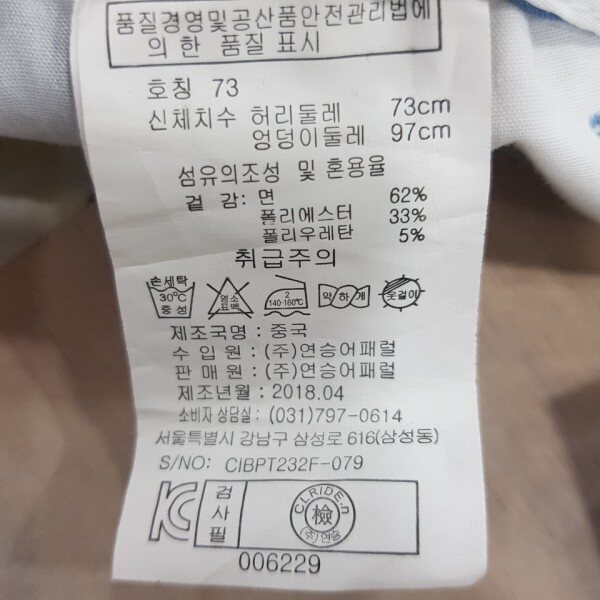 품질경영및공산품안전관리법에
의 한 품질 표시
호칭 73
신체치수 허리둘레 73cm
엉덩이둘레 97cm
섬유의조성 및 혼용율
겉 감: 면 62%
폴리에스터 33%
폴리우레탄 5%
취급주의
손세탁
30℃
중성
염소
표백
2
140-160℃
약하게
옷걸이
제조국명 : 중국
수 입 원 : (주)연승어패럴
판 매 원 : (주)연승어패럴
제조년월 : 2018.04
소비자 상담실: (031)797-0614
서울특별시 강남구 삼성로 616(삼성동)
S/NO: CIBPT232F-079
검사필
CLRIDE.n
檢
(주)연승
006229